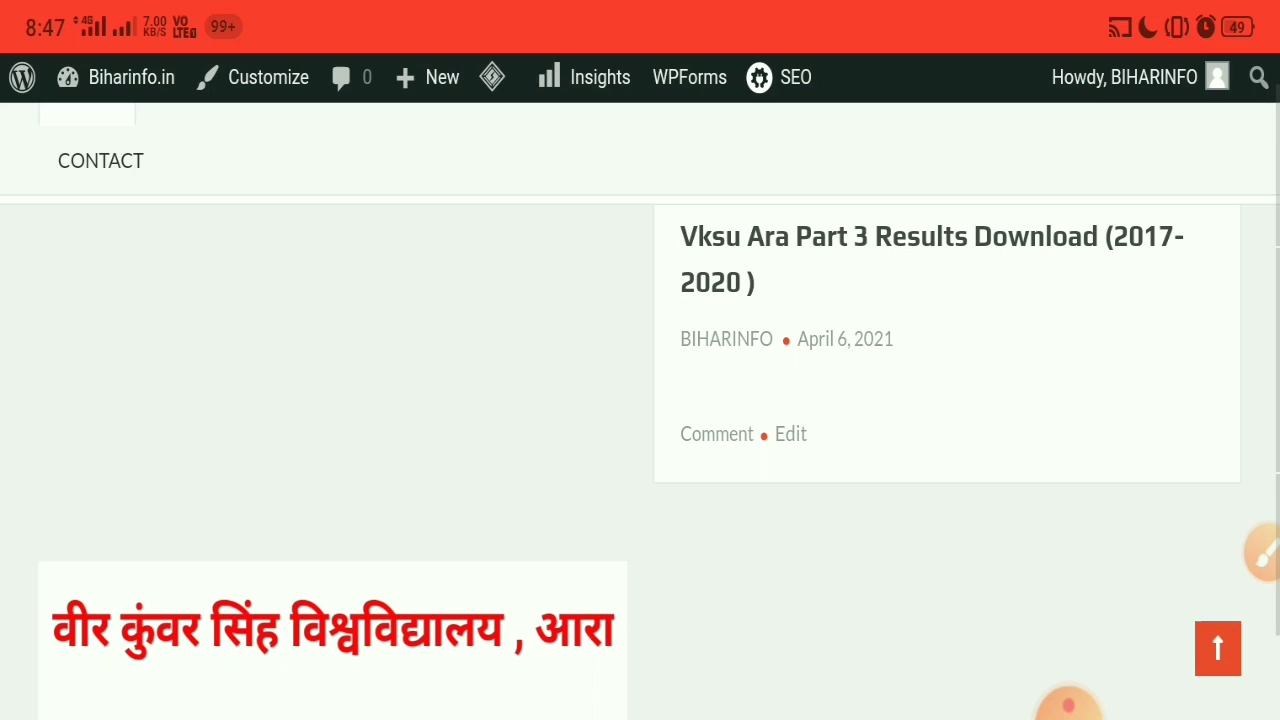 8:47 4G 7.00 KB/S VO LTE 99+ 49
Biharinfo.in Customize 0 New Insights WPForms SEO Howdy, BIHARINFO
CONTACT
Vksu Ara Part 3 Results Download (2017-
2020 )
BIHARINFO • April 6, 2021
Comment • Edit
वीर कुंवर सिंह विश्वविद्यालय , आरा